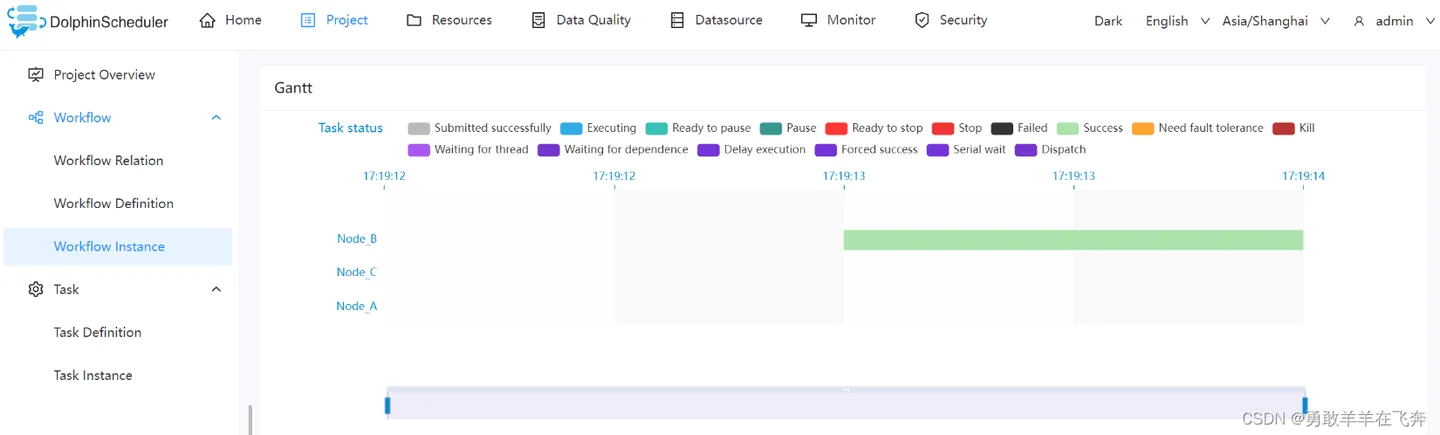 DolphinScheduler Home Project Resources Data Quality Datasource Monitor Security Dark English Asia/Shanghai admin
Project Overview
Workflow
Workflow Relation
Workflow Definition
Workflow Instance
Task
Task Definition
Task Instance
Gantt
Task status Submitted successfully Executing Ready to pause Pause Ready to stop Stop Failed Success Need fault tolerance Kill
Waiting for thread Waiting for dependence Delay execution Forced success Serial wait Dispatch
17:19:12 17:19:12 17:19:13 17:19:13 17:19:14
Node_B
Node_C
Node_A
CSDN @勇敢羊羊在飞奔